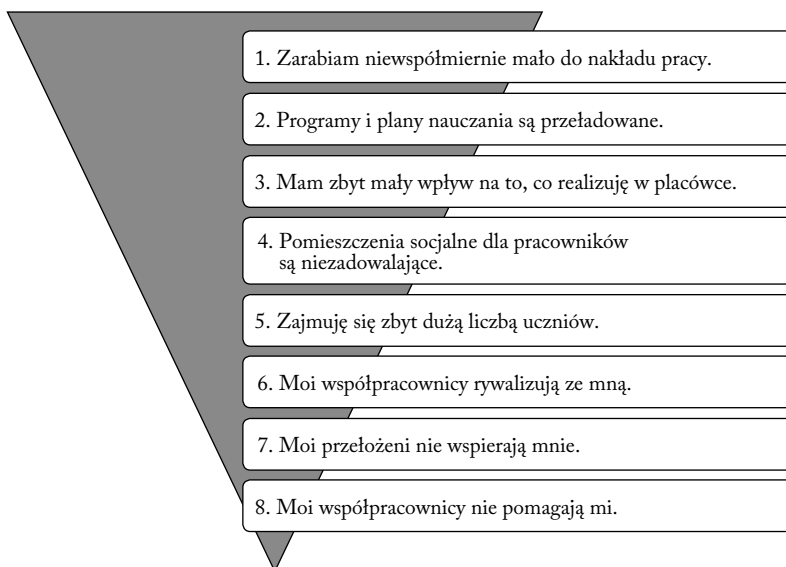 1. Zarabiam niewspółmiernie mało do nakładu pracy.
2. Programy i plany nauczania są przeładowane.
3. Mam zbyt mały wpływ na to, co realizuję w placówce.
4. Pomieszczenia socjalne dla pracowników
są niezadowalające.
5. Zajmuję się zbyt dużą liczbą uczniów.
6. Moi współpracownicy rywalizują ze mną.
7. Moi przełożeni nie wspierają mnie.
8. Moi współpracownicy nie pomagają mi.